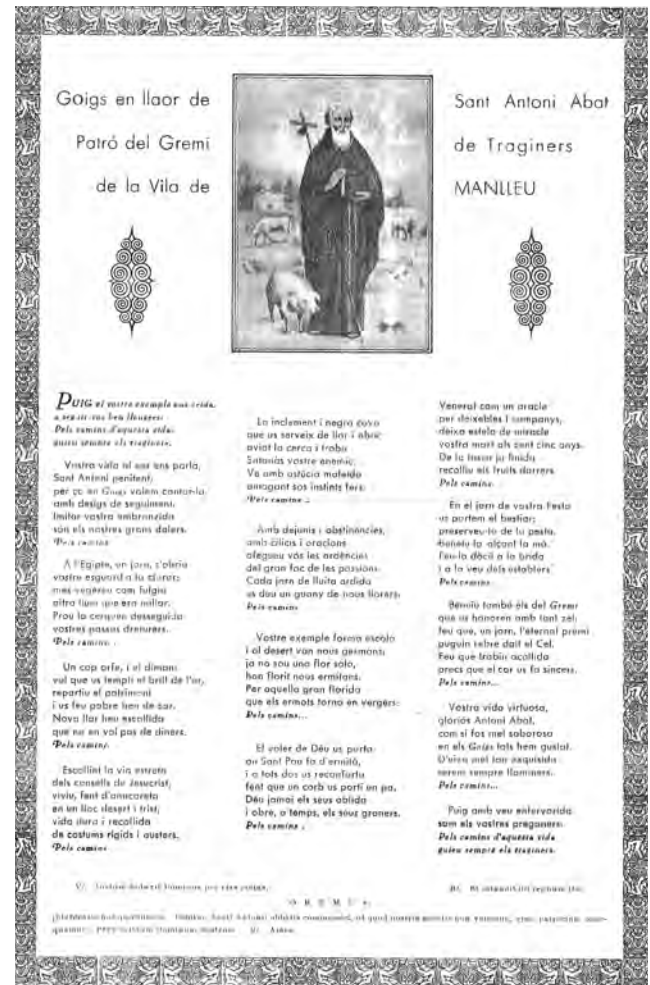 Goigs en llaor de Sant Antoni Abat
Patró del Gremi de Traginers
de la Vila de MANLLEU
PUIG el vostre exemple ens crida,
a seguir-vos ben lleugers:
Pels camins d'aquesta vida
guieu sempre els traginers.
Vostra vida al cor ens parla,
Sant Antoni penitent,
per ço en Goigs volem cantar-la
amb desigs de seguiment.
Imitar vostra embranzida
són els nostres grans dalers.
Pels camins
A l'Egipte, un jorn, s'obria
vostre esguard a la claror;
mes vegéreu com fulgia
altra llum que era millor.
Prou la cerquen desseguida
vostres passos dreturers.
Pels camins
Un cop orfe, i el dimoni
vol que us tempti el brill de l'or,
repartiu el patrimoni
i us feu pobre ben de cor.
Nova llar heu escollida
que no en vol pas de diners.
Pels camins.
Escollint la via estreta
dels consells de Jesucrist,
viviu, fent d'anacoreta
en un lloc desert i trist,
vida dura i recollida
de costums rígids i austers.
Pels camins
La inclement i negra cova
que us serveix de llar i abric
aviat la cerca i troba
Satanàs vostre enemic.
Va amb astúcia maleïda
amagant sos instints fers.
Pels camins
Amb dejunis i abstinències,
amb cilicis i oracions
ofegueu vós les ardències
del gran foc de les passions.
Cada jorn de lluita ardida
us deu un guany de nous llorers.
Pels camins
Vostre exemple forma escola
i al desert van nous germans;
ja no sou una flor sola,
han florit nous ermitans.
Per aquella gran florida
que els ermots torna en vergers.
Pels camins...
El voler de Déu us porta
on Sant Pau fa d'ermità,
i a tots dos us reconforta
fent que un corb us porti un pa.
Déu jamai els seus oblida
i obre, a temps, els sous graners.
Pels camins .
Venerat com un oracle
per deixebles i companys,
deixa estela de miracle
vostra mort als cent cinc anys.
De la tasca ja finida
recolliu els fruits darrers.
Pels camins
En el jorn de vostra Festa
us portem el bestiar;
preserveu-lo de la pesta,
beneïu-lo alçant la mà.
Feu-lo dòcil a la brida
i a la veu dels establers.
Beneïu també els del Gremi
que us honoren amb tant zel;
feu que, un jorn, l'eternal premi
puguin rebre dalt el Cel.
Feu que trobin acollida
precs que el cor us fa sincers.
Pels camins...
Vostra vida virtuosa,
gloriós Antoni Abat,
com si fos mel saborosa
en els Goigs tots hem gustat.
D'eixa mel tan exquisida
serem sempre llaminers.
Pels camins...
Puig amb veu enfervorida
som els vostres pregoners:
Pels camins d'aquesta vida
guieu sempre els traginers.
OREMUS